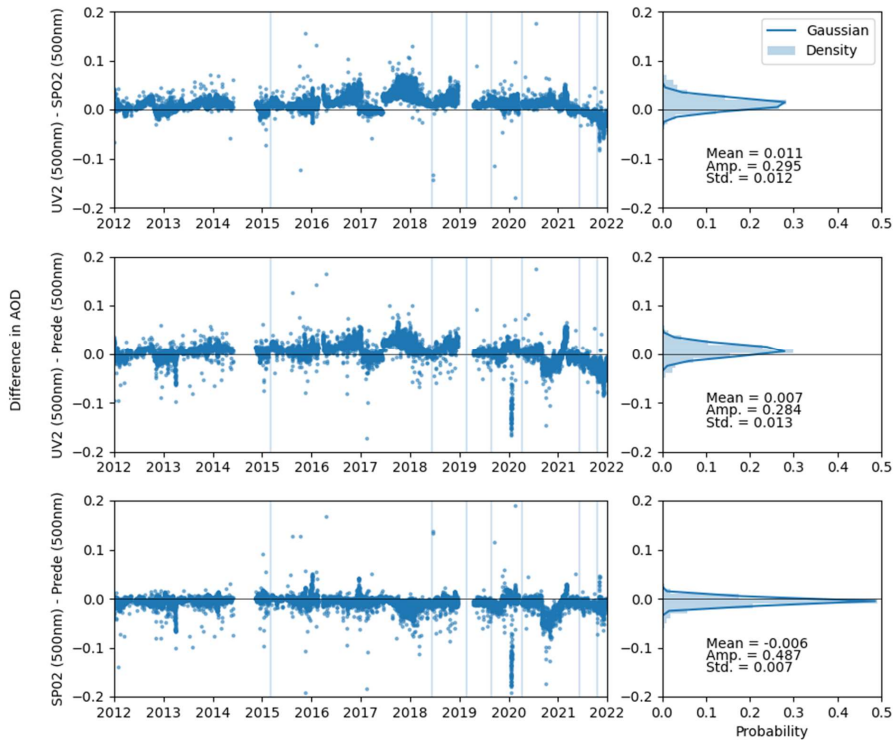 Difference in AOD
UV2 (500nm) - SPO2 (500nm)
0.2
0.1
0.0
−0.1
−0.2
2012 2013 2014 2015 2016 2017 2018 2019 2020 2021 2022
0.2
0.1
0.0
−0.1
−0.2
Gaussian
Density
Mean = 0.011
Amp. = 0.295
Std. = 0.012
0.0 0.1 0.2 0.3 0.4 0.5
UV2 (500nm) - Prede (500nm)
0.2
0.1
0.0
−0.1
−0.2
2012 2013 2014 2015 2016 2017 2018 2019 2020 2021 2022
0.2
0.1
0.0
−0.1
−0.2
Mean = 0.007
Amp. = 0.284
Std. = 0.013
0.0 0.1 0.2 0.3 0.4 0.5
SP02 (500nm) - Prede (500nm)
0.2
0.1
0.0
−0.1
−0.2
2012 2013 2014 2015 2016 2017 2018 2019 2020 2021 2022
0.2
0.1
0.0
−0.1
−0.2
Mean = -0.006
Amp. = 0.487
Std. = 0.007
0.0 0.1 0.2 0.3 0.4 0.5
Probability